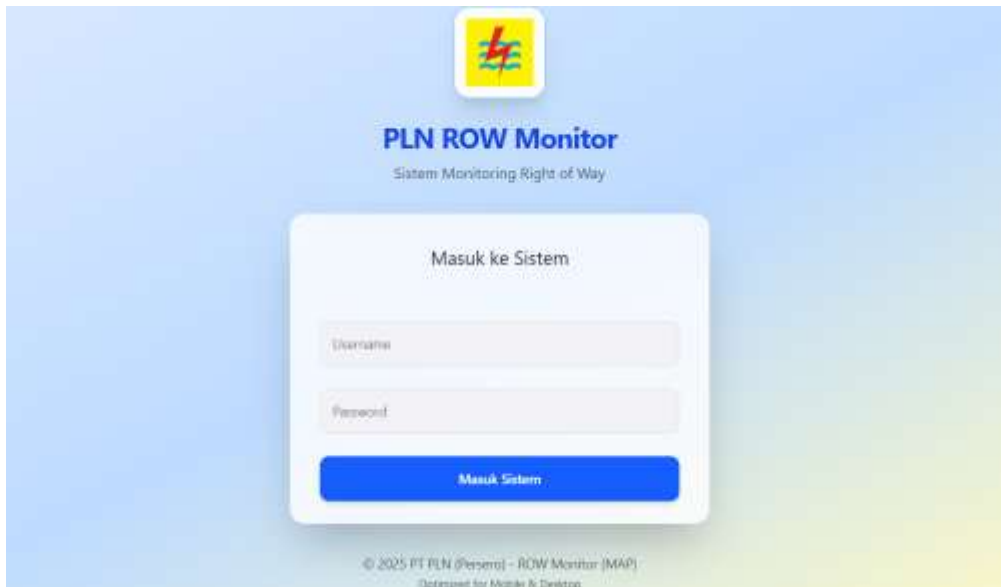 PLN ROW Monitor
Sistem Monitoring Right of Way
Masuk ke Sistem
Username
Password
Masuk Sistem
© 2025 PT PLN (Persero) - ROW Monitor (MAP)
Optimized for Mobile & Desktop